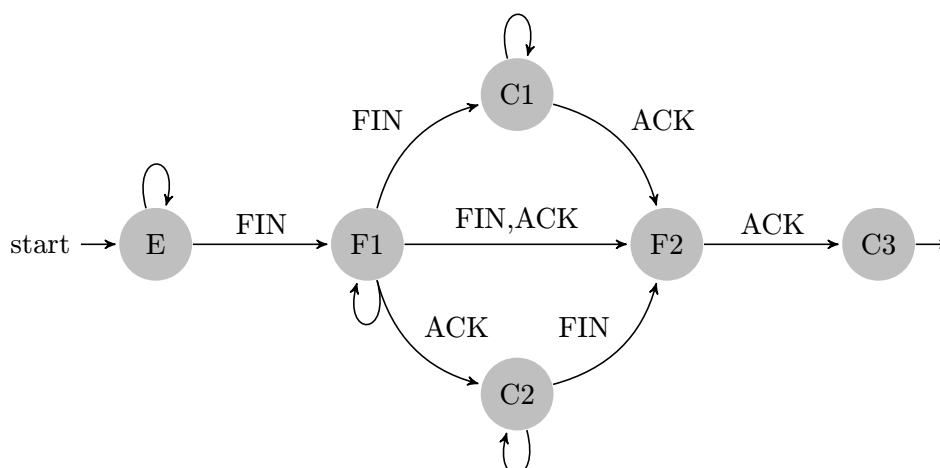 C1
FIN
ACK
start
E
FIN
F1
FIN,ACK
F2
ACK
C3
ACK
FIN
C2